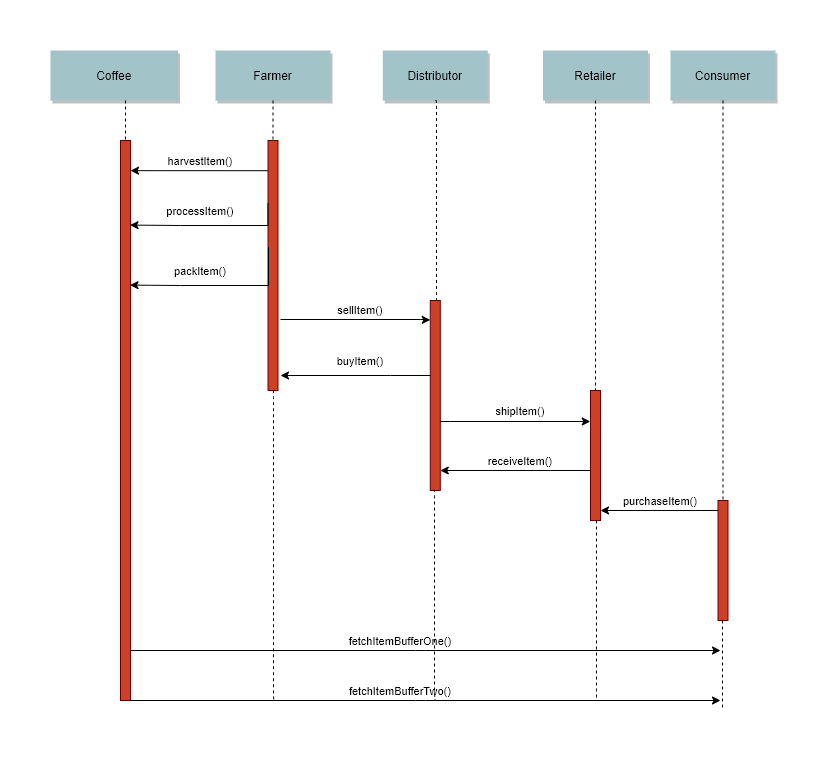 Coffee
Farmer
Distributor
Retailer
Consumer
harvestItem()
processItem()
packItem()
sellItem()
buyItem()
shipItem()
receiveItem()
purchaseItem()
fetchItemBufferOne()
fetchItemBufferTwo()